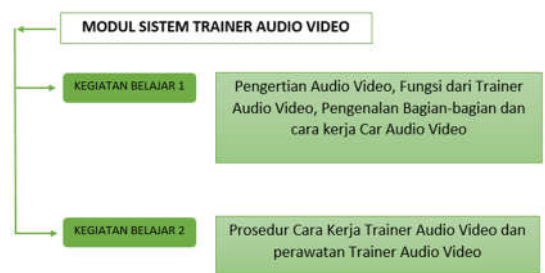 MODUL SISTEM TRAINER AUDIO VIDEO
KEGIATAN BELAJAR 1
Pengertian Audio Video, Fungsi dari Trainer
Audio Video, Pengenalan Bagian-bagian dan
cara kerja Car Audio Video
KEGIATAN BELAJAR 2
Prosedur Cara Kerja Trainer Audio Video dan
perawatan Trainer Audio Video